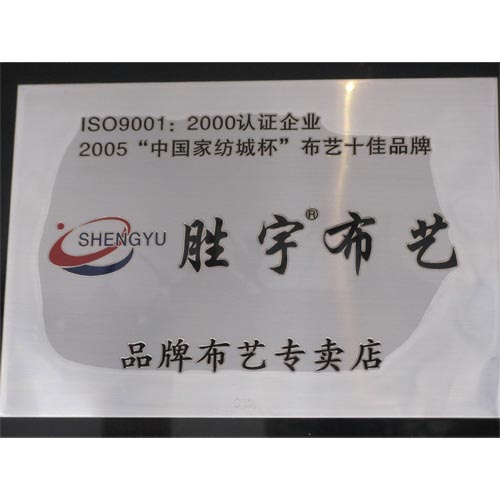 ISO9001：2000认证企业
2005“中国家纺城杯”布艺十佳品牌
SHENGYU 胜宇®布艺
品牌布艺专卖店